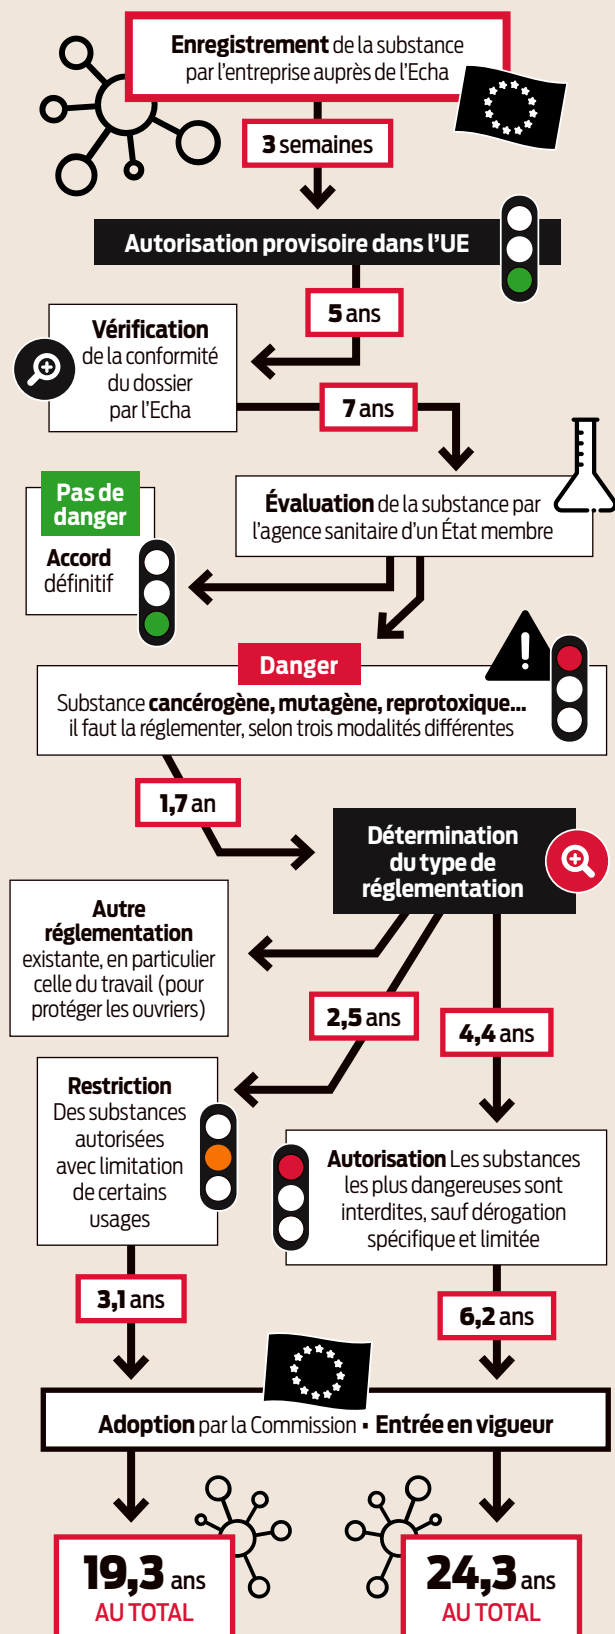 Enregistrement de la substance
par l'entreprise auprès de l'Echa
3 semaines
Autorisation provisoire dans l'UE
5 ans
Vérification
de la conformité
du dossier
par l'Echa
7 ans
Évaluation de la substance par
l'agence sanitaire d'un État membre
Pas de
danger
Accord
définitif
Danger
Substance cancérogène, mutagène, reprotoxique...
il faut la réglementer, selon trois modalités différentes
1,7 an
Détermination
du type de
réglementation
Autre
réglementation
existante, en particulier
celle du travail (pour
protéger les ouvriers)
2,5 ans
4,4 ans
Restriction
Des substances
autorisées
avec limitation
de certains
usages
Autorisation Les substances
les plus dangereuses sont
interdites, sauf dérogation
spécifique et limitée
3,1 ans
6,2 ans
Adoption par la Commission • Entrée en vigueur
19,3 ans
AU TOTAL
24,3 ans
AU TOTAL